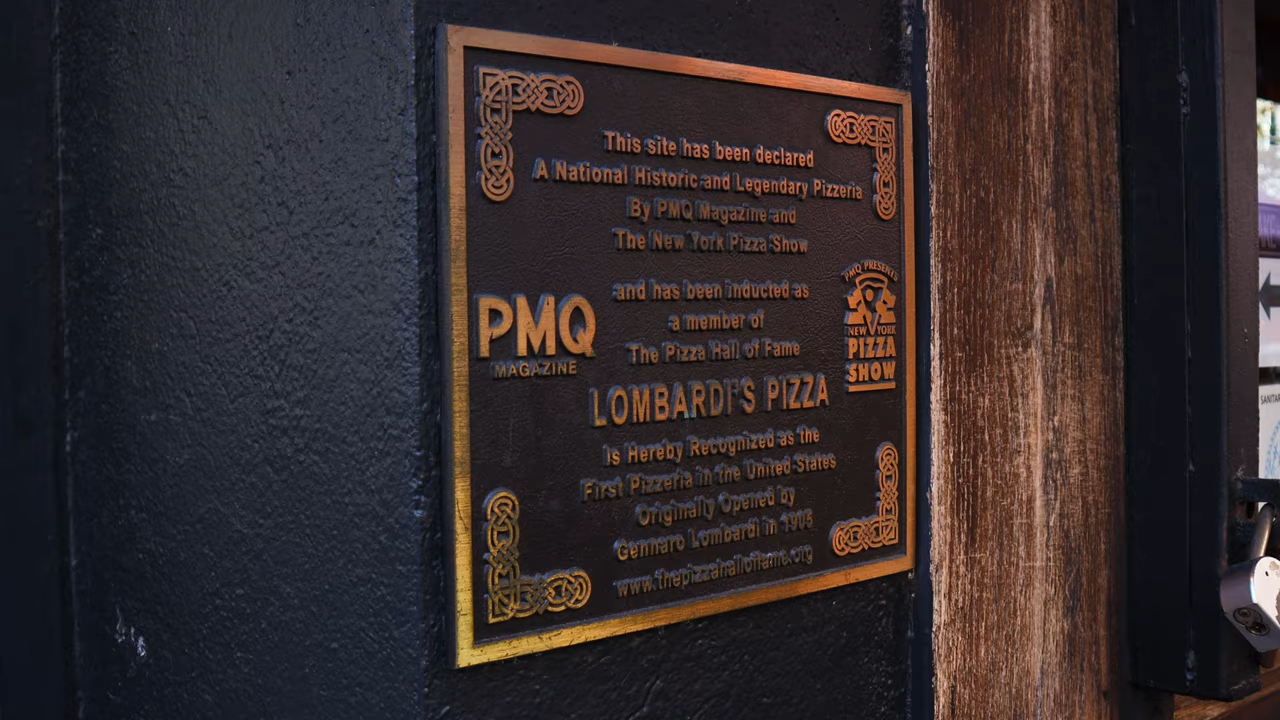 This site has been declared
A National Historic and Legendary Pizzeria
By PMQ Magazine and
The New York Pizza Show
and has been inducted as
a member of
The Pizza Hall of Fame
PMQ
MAGAZINE
PMQ PRESENTS
NEW YORK
PIZZA
SHOW
LOMBARDI'S PIZZA
Is Hereby Recognized as the
First Pizzeria in the United States
Originally Opened by
Gennaro Lombardi in 1905
www.thepizzahalloffame.org